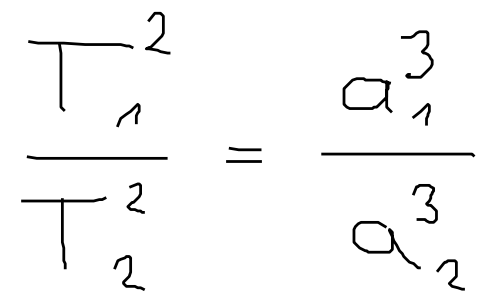 T₁² / T₂² = a₁³ / a₂³